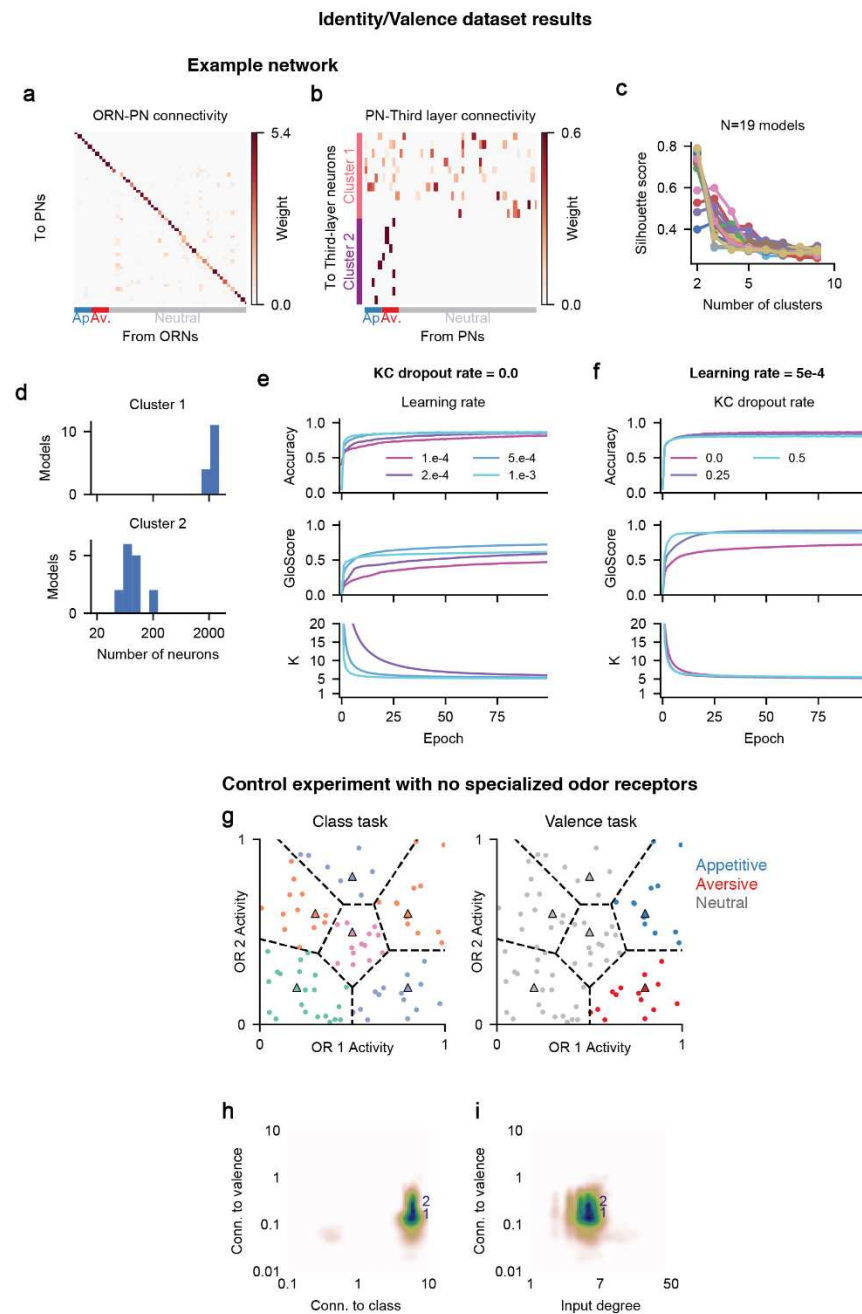 Identity/Valence dataset results
Example network
a
ORN-PN connectivity
5.4
Weight
0.0
To PNs
Ap.
Av.
Neutral
From ORNs
b
PN-Third layer connectivity
0.6
Weight
0.0
To Third-layer neurons
Cluster 1
Cluster 2
Ap.
Av.
Neutral
From PNs
c
N=19 models
Silhouette score
0.8
0.6
0.4
2
5
10
Number of clusters
d
Cluster 1
Models
10
5
0
Cluster 2
Models
5
0
20
200
2000
Number of neurons
e
KC dropout rate = 0.0
Learning rate
Accuracy
1.0
0.5
0.0
1.e-4
5.e-4
2.e-4
1.e-3
GloScore
1.0
0.5
0.0
K
20
15
10
5
1
0
25
50
75
Epoch
f
Learning rate = 5e-4
KC dropout rate
Accuracy
1.0
0.5
0.0
0.0
0.5
0.25
GloScore
1.0
0.5
0.0
K
20
15
10
5
1
0
25
50
75
Epoch
Control experiment with no specialized odor receptors
g
Class task
OR 2 Activity
1
0
0
1
OR 1 Activity
Valence task
OR 2 Activity
1
0
0
1
OR 1 Activity
Appetitive
Aversive
Neutral
h
Conn. to valence
10
1
0.1
0.01
2
1
0.1
1
10
Conn. to class
i
Conn. to valence
10
1
0.1
0.01
2
1
1
7
50
Input degree